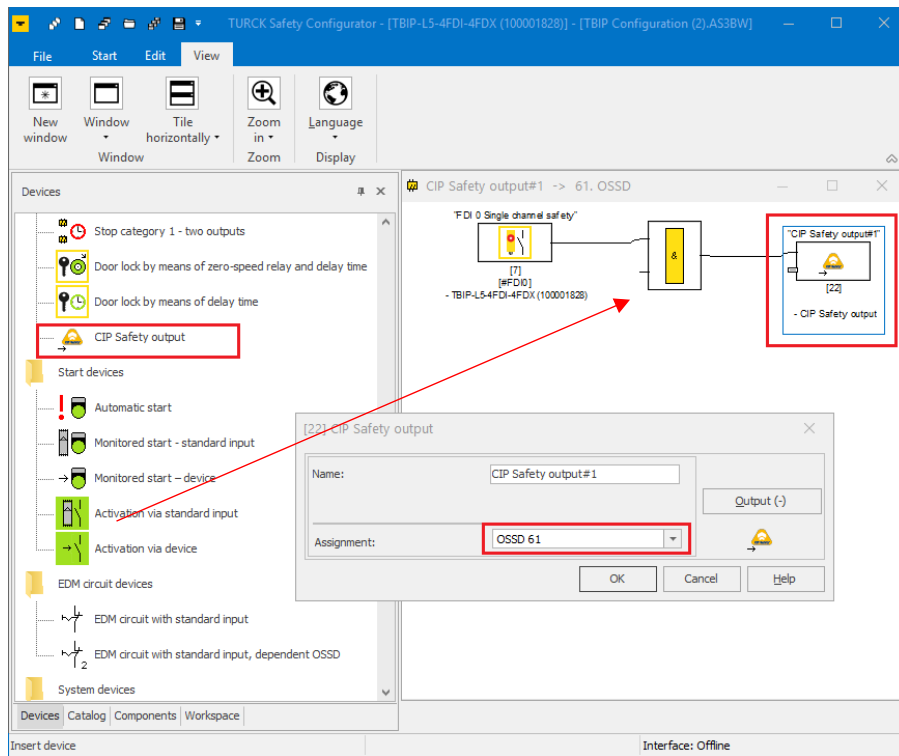 TURCK Safety Configurator - [TBIP-L5-4FDI-4FDX (100001828)] - [TBIP Configuration (2).AS3BW]
File Start Edit View
New window
Window
Tile horizontally
Zoom in
Language
Window Zoom Display
Devices
Stop category 1 - two outputs
Door lock by means of zero-speed relay and delay time
Door lock by means of delay time
CIP Safety output
Start devices
Automatic start
Monitored start - standard input
Monitored start – device
Activation via standard input
Activation via device
EDM circuit devices
EDM circuit with standard input
2
EDM circuit with standard input, dependent OSSD
System devices
Devices Catalog Components Workspace
CIP Safety output#1 -> 61. OSSD
"FDI 0 Single channel safety"
[7]
[#FDI0]
- TBIP-L5-4FDI-4FDX (100001828)
&
"CIP Safety output#1"
[22]
- CIP Safety output
[22] CIP Safety output
Name: CIP Safety output#1
Output (-)
Assignment: OSSD 61
OK Cancel Help
Insert device
Interface: Offline